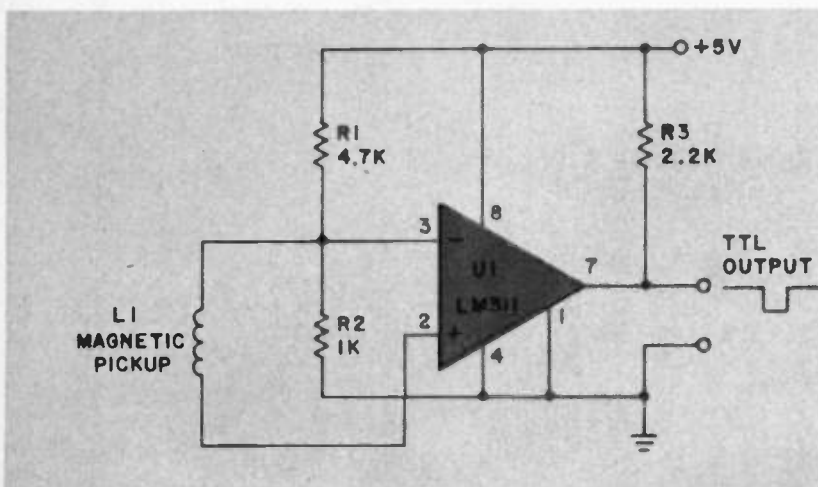 +5V
R1
4.7K
R3
2.2K
8
3
-
U1
LM311
7
TTL
OUTPUT
L1
MAGNETIC
PICKUP
R2
1K
2
+
1
4